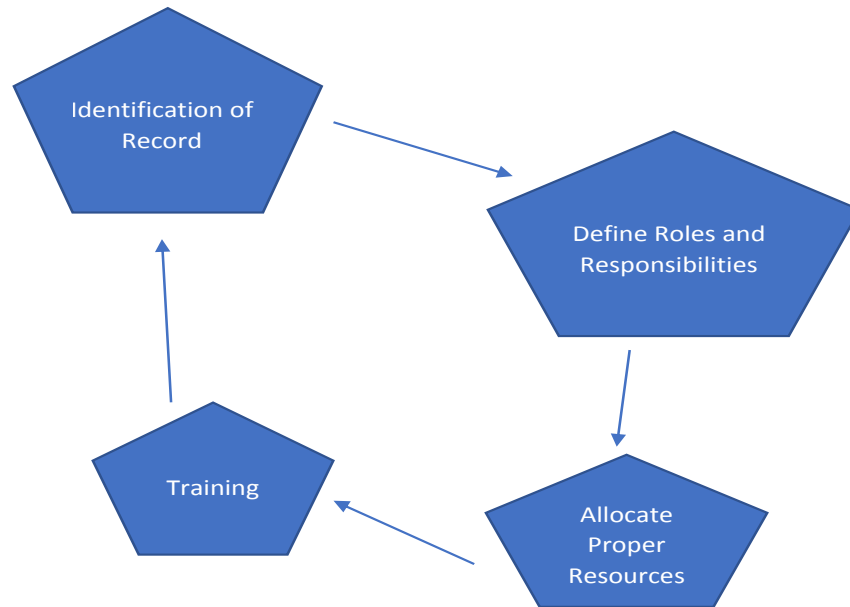 Identification of
Record
Define Roles and
Responsibilities
Allocate
Proper
Resources
Training